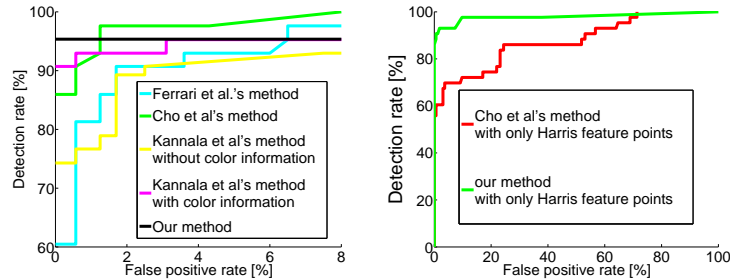 100
90
80
70
60
0
2
4
6
8
Detection rate [%]
False positive rate [%]
Ferrari et al.'s method
Cho et al's method
Kannala et al's method
without color information
Kannala et al's method
with color information
Our method
100
80
60
40
20
0
0
20
40
60
80
100
Detection rate [%]
False positive rate [%]
Cho et al's method
with only Harris feature points
our method
with only Harris feature points